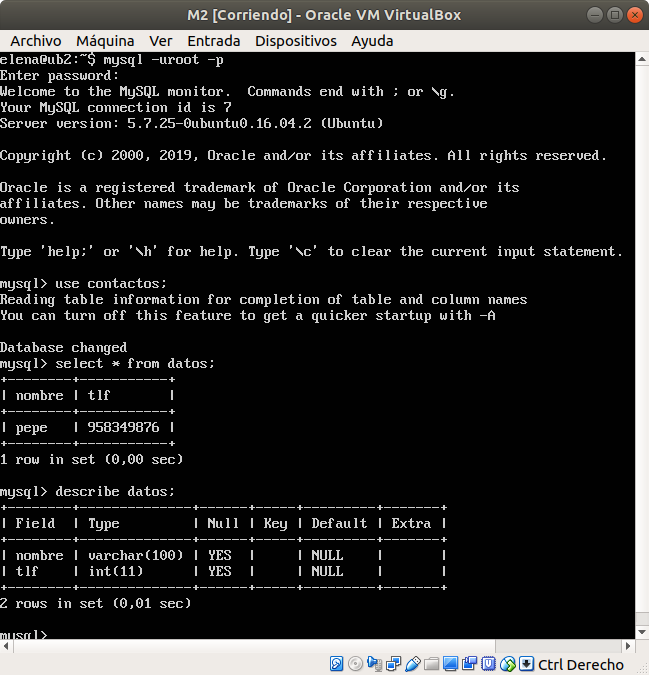 M2 [Corriendo] - Oracle VM VirtualBox
Archivo Máquina Ver Entrada Dispositivos Ayuda
elena@ub2:~$ mysql -uroot -p
Enter password:
Welcome to the MySQL monitor.  Commands end with ; or \g.
Your MySQL connection id is 7
Server version: 5.7.25-0ubuntu0.16.04.2 (Ubuntu)

Copyright (c) 2000, 2019, Oracle and/or its affiliates. All rights reserved.

Oracle is a registered trademark of Oracle Corporation and/or its
affiliates. Other names may be trademarks of their respective
owners.

Type 'help;' or '\h' for help. Type '\c' to clear the current input statement.

mysql> use contactos;
Reading table information for completion of table and column names
You can turn off this feature to get a quicker startup with -A

Database changed
mysql> select * from datos;
+--------+-----------+
| nombre | tlf       |
+--------+-----------+
| pepe   | 958349876 |
+--------+-----------+
1 row in set (0,00 sec)

mysql> describe datos;
+--------+--------------+------+-----+---------+-------+
| Field  | Type         | Null | Key | Default | Extra |
+--------+--------------+------+-----+---------+-------+
| nombre | varchar(100) | YES  |     | NULL    |       |
| tlf    | int(11)      | YES  |     | NULL    |       |
+--------+--------------+------+-----+---------+-------+
2 rows in set (0,01 sec)

mysql>
Ctrl Derecho